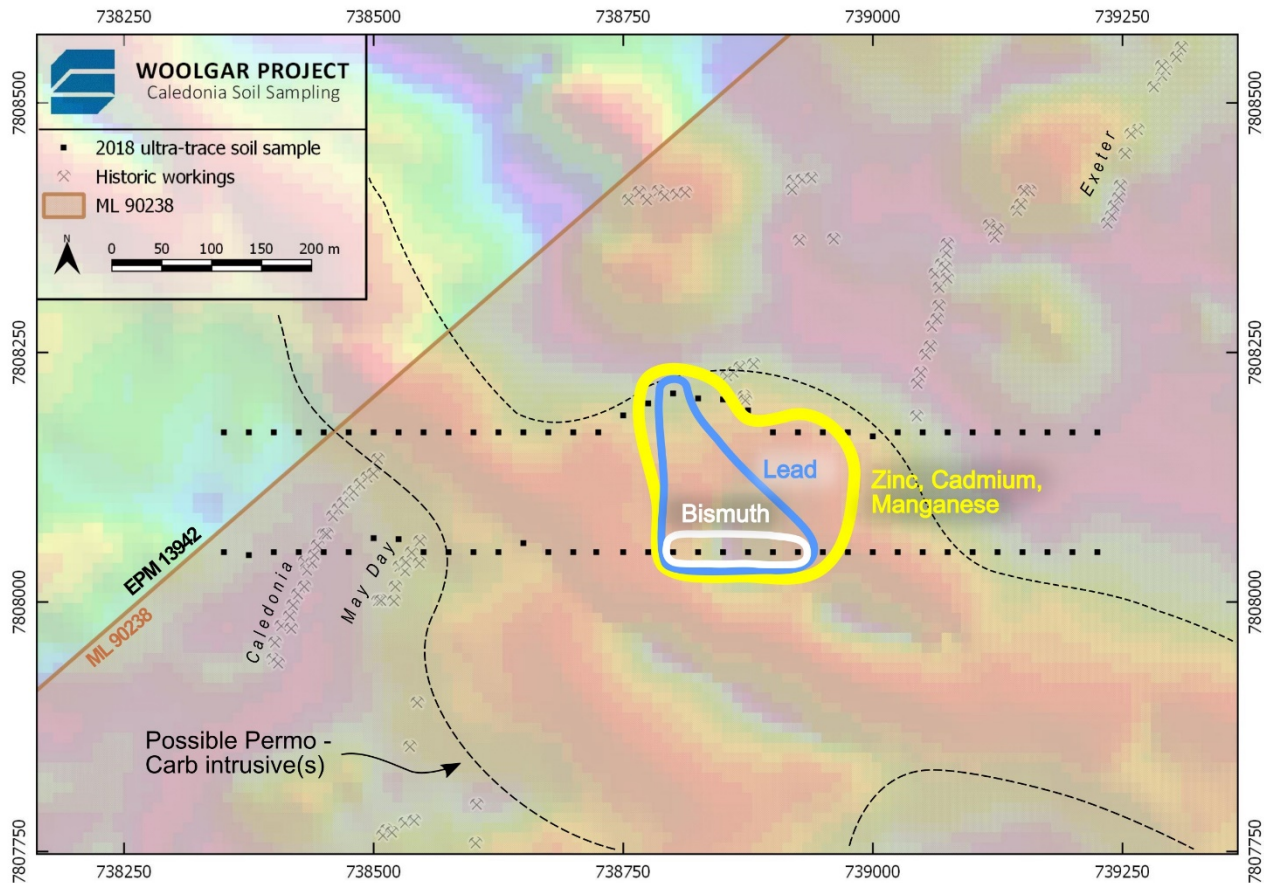 738250 738500 738750 739000 739250
WOOLGAR PROJECT
Caledonia Soil Sampling
2018 ultra-trace soil sample
Historic workings
ML 90238
N
0 50 100 150 200 m
7808500
7808500
Exeter
7808250
7808250
Lead
Zinc, Cadmium,
Manganese
Bismuth
EPM 13942
ML 90238
Caledonia
May Day
7808000
7808000
Possible Permo -
Carb intrusive(s)
7807750
7807750
738250 738500 738750 739000 739250